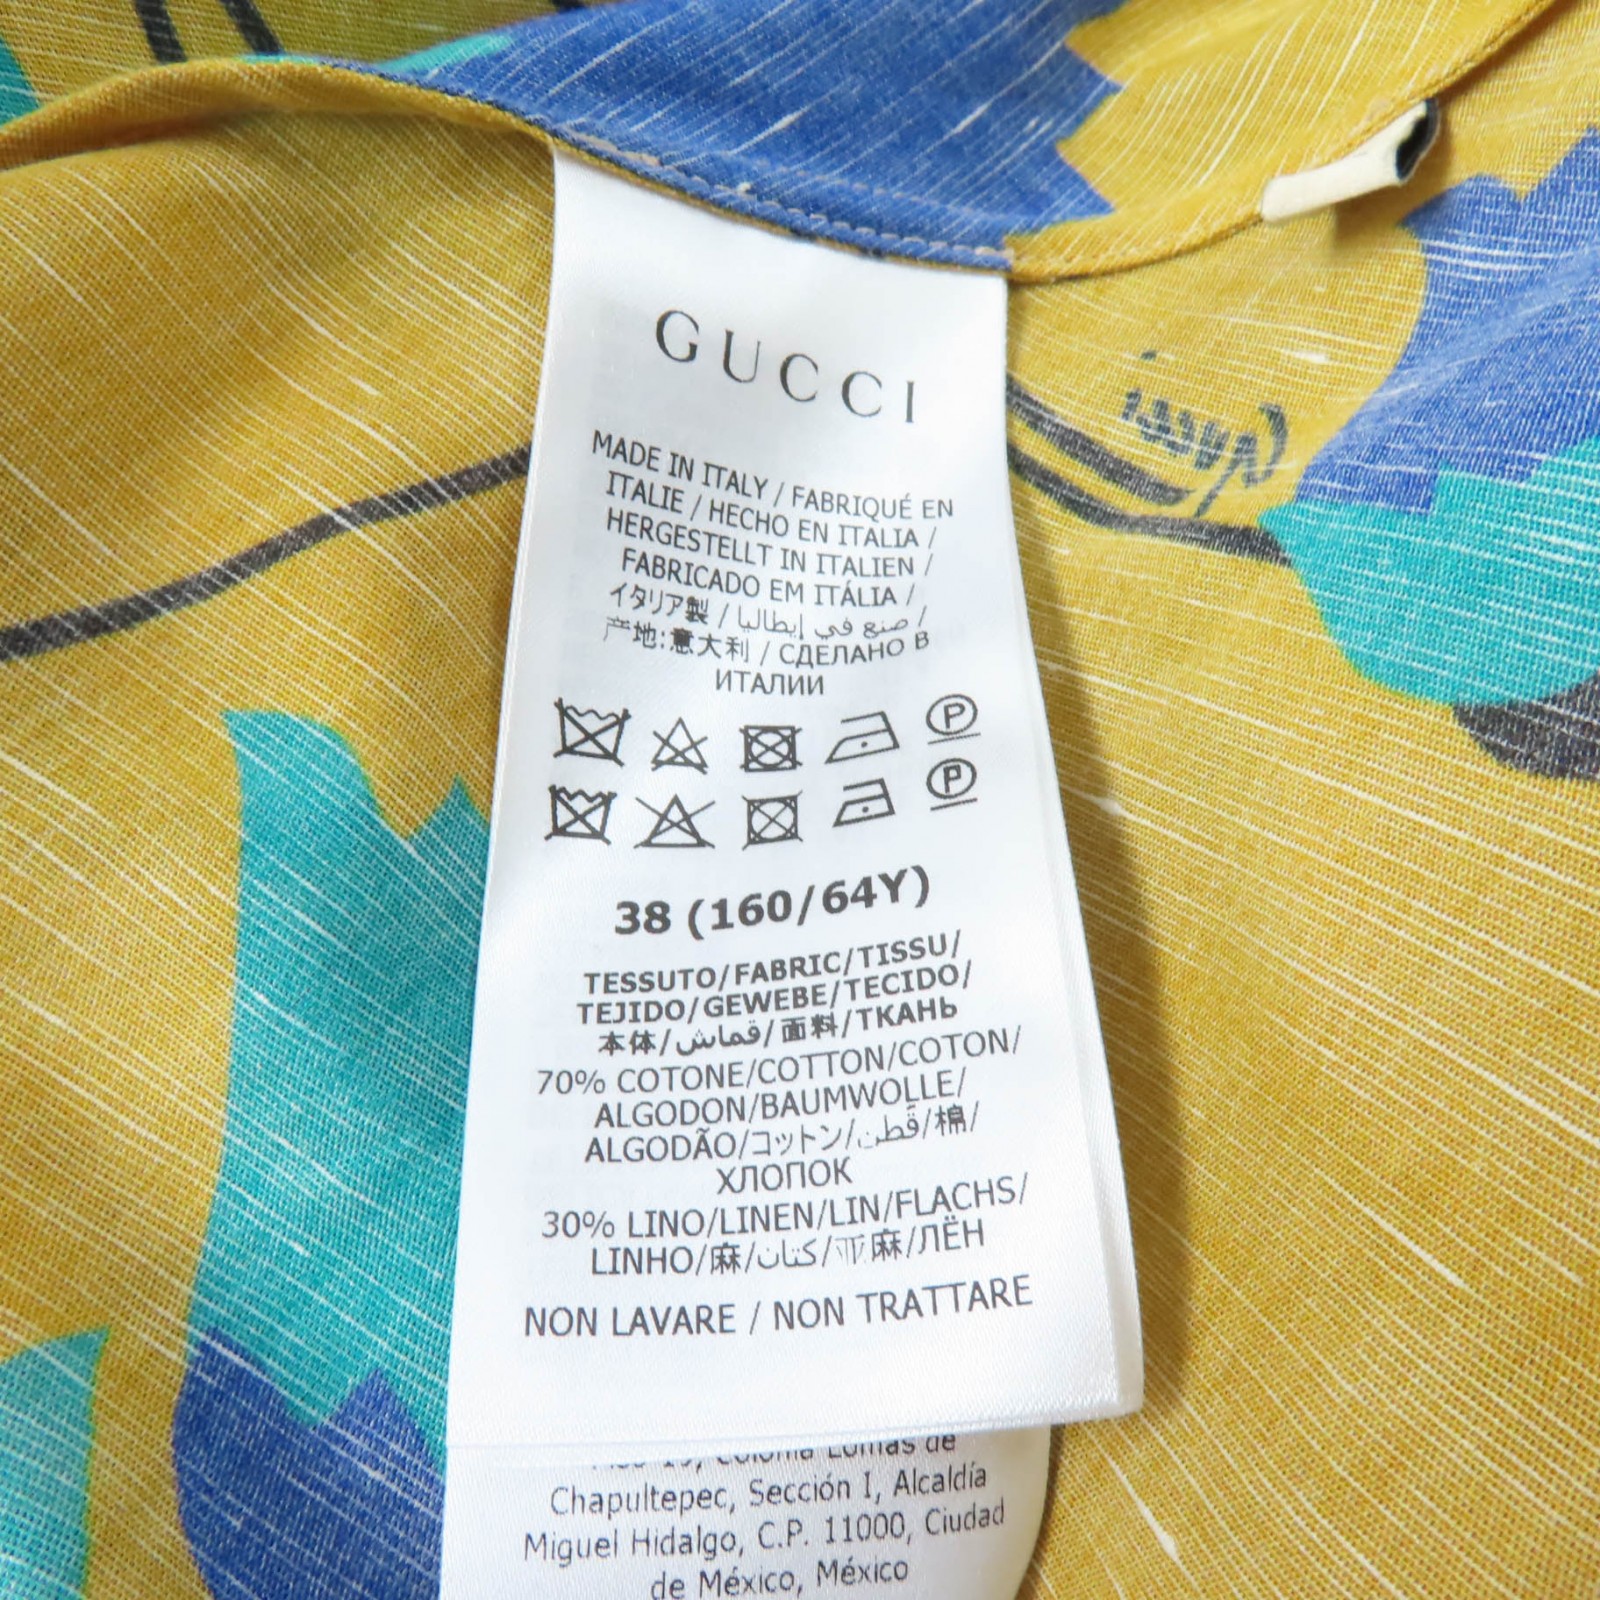 GUCCI
MADE IN ITALY / FABRIQUÉ EN
ITALIE / HECHO EN ITALIA /
HERGESTELLT IN ITALIEN /
FABRICADO EM ITÁLIA /
イタリア製 / صنع في إيطاليا /
产地:意大利 / СДЕЛАНО В
ИТАЛИИ
P
P
38 (160/64Y)
TESSUTO/FABRIC/TISSU/
TEJIDO/GEWEBE/TECIDO/
本体/قماش/面料/ТКАНЬ
70% COTONE/COTTON/COTON/
ALGODON/BAUMWOLLE/
ALGODÃO/コットン/قطن/棉/
ХЛОПОК
30% LINO/LINEN/LIN/FLACHS/
LINHO/麻/كتان/亚麻/ЛЁН
NON LAVARE / NON TRATTARE
Colonia Lomas de
Chapultepec, Sección I, Alcaldía
Miguel Hidalgo, C.P. 11000, Ciudad
de México, México